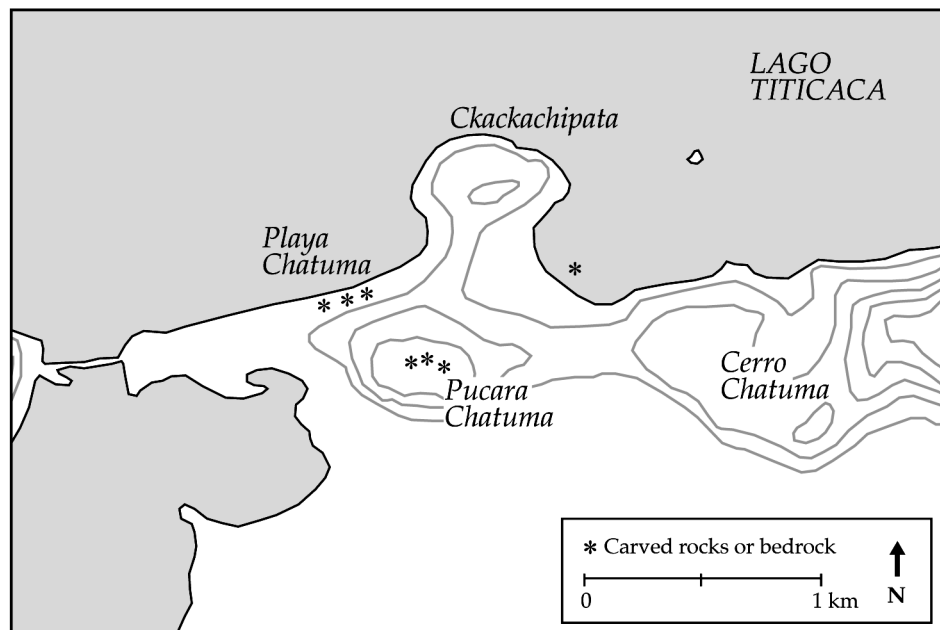 LAGO
TITICACA
Ckackachipata
Playa
Chatuma
Cerro
Chatuma
Pucara
Chatuma
* Carved rocks or bedrock
0
1 km
N